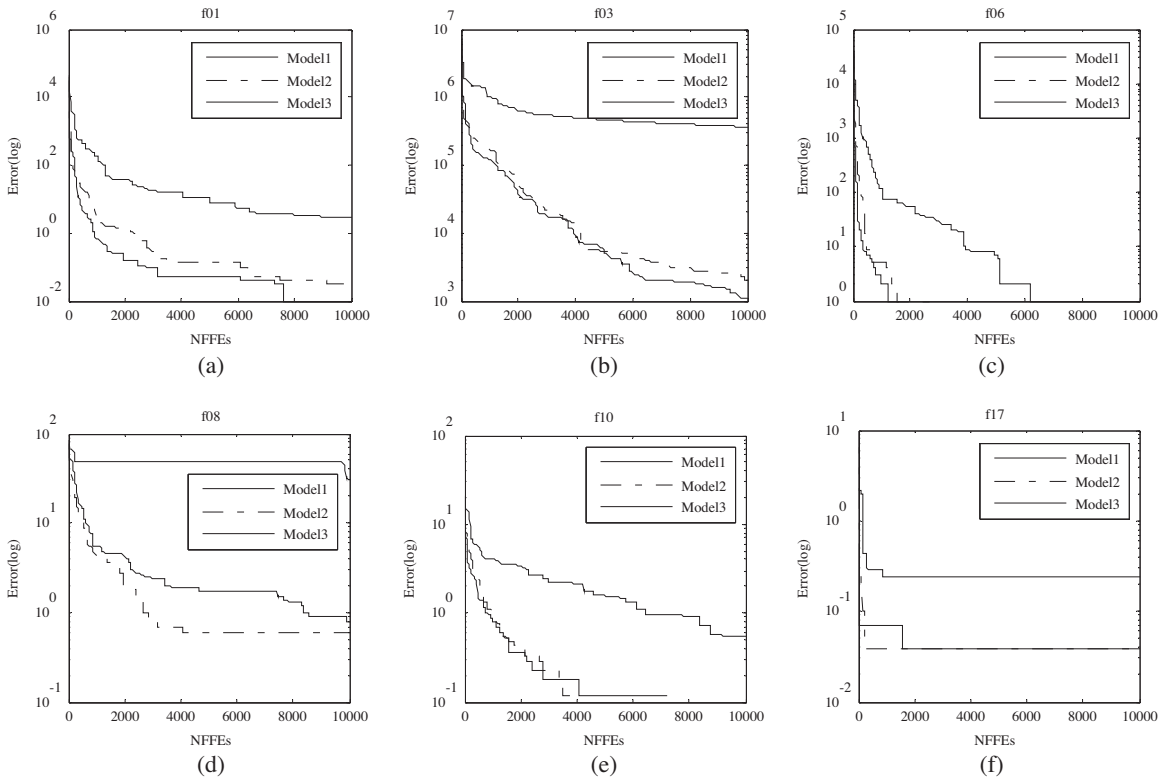 f01
10^6
10^4
10^2
10^0
10^-2
Error(log)
Model1
Model2
Model3
0 2000 4000 6000 8000 10000
NFFEs
(a)
f03
10^7
10^6
10^5
10^4
10^3
Error(log)
Model1
Model2
Model3
0 2000 4000 6000 8000 10000
NFFEs
(b)
f06
10^5
10^4
10^3
10^2
10^1
10^0
Error(log)
Model1
Model2
Model3
0 2000 4000 6000 8000 10000
NFFEs
(c)
f08
10^2
10^1
10^0
10^-1
Error(log)
Model1
Model2
Model3
0 2000 4000 6000 8000 10000
NFFEs
(d)
f10
10^2
10^1
10^0
10^-1
Error(log)
Model1
Model2
Model3
0 2000 4000 6000 8000 10000
NFFEs
(e)
f17
10^1
10^0
10^-1
10^-2
Error(log)
Model1
Model2
Model3
0 2000 4000 6000 8000 10000
NFFEs
(f)